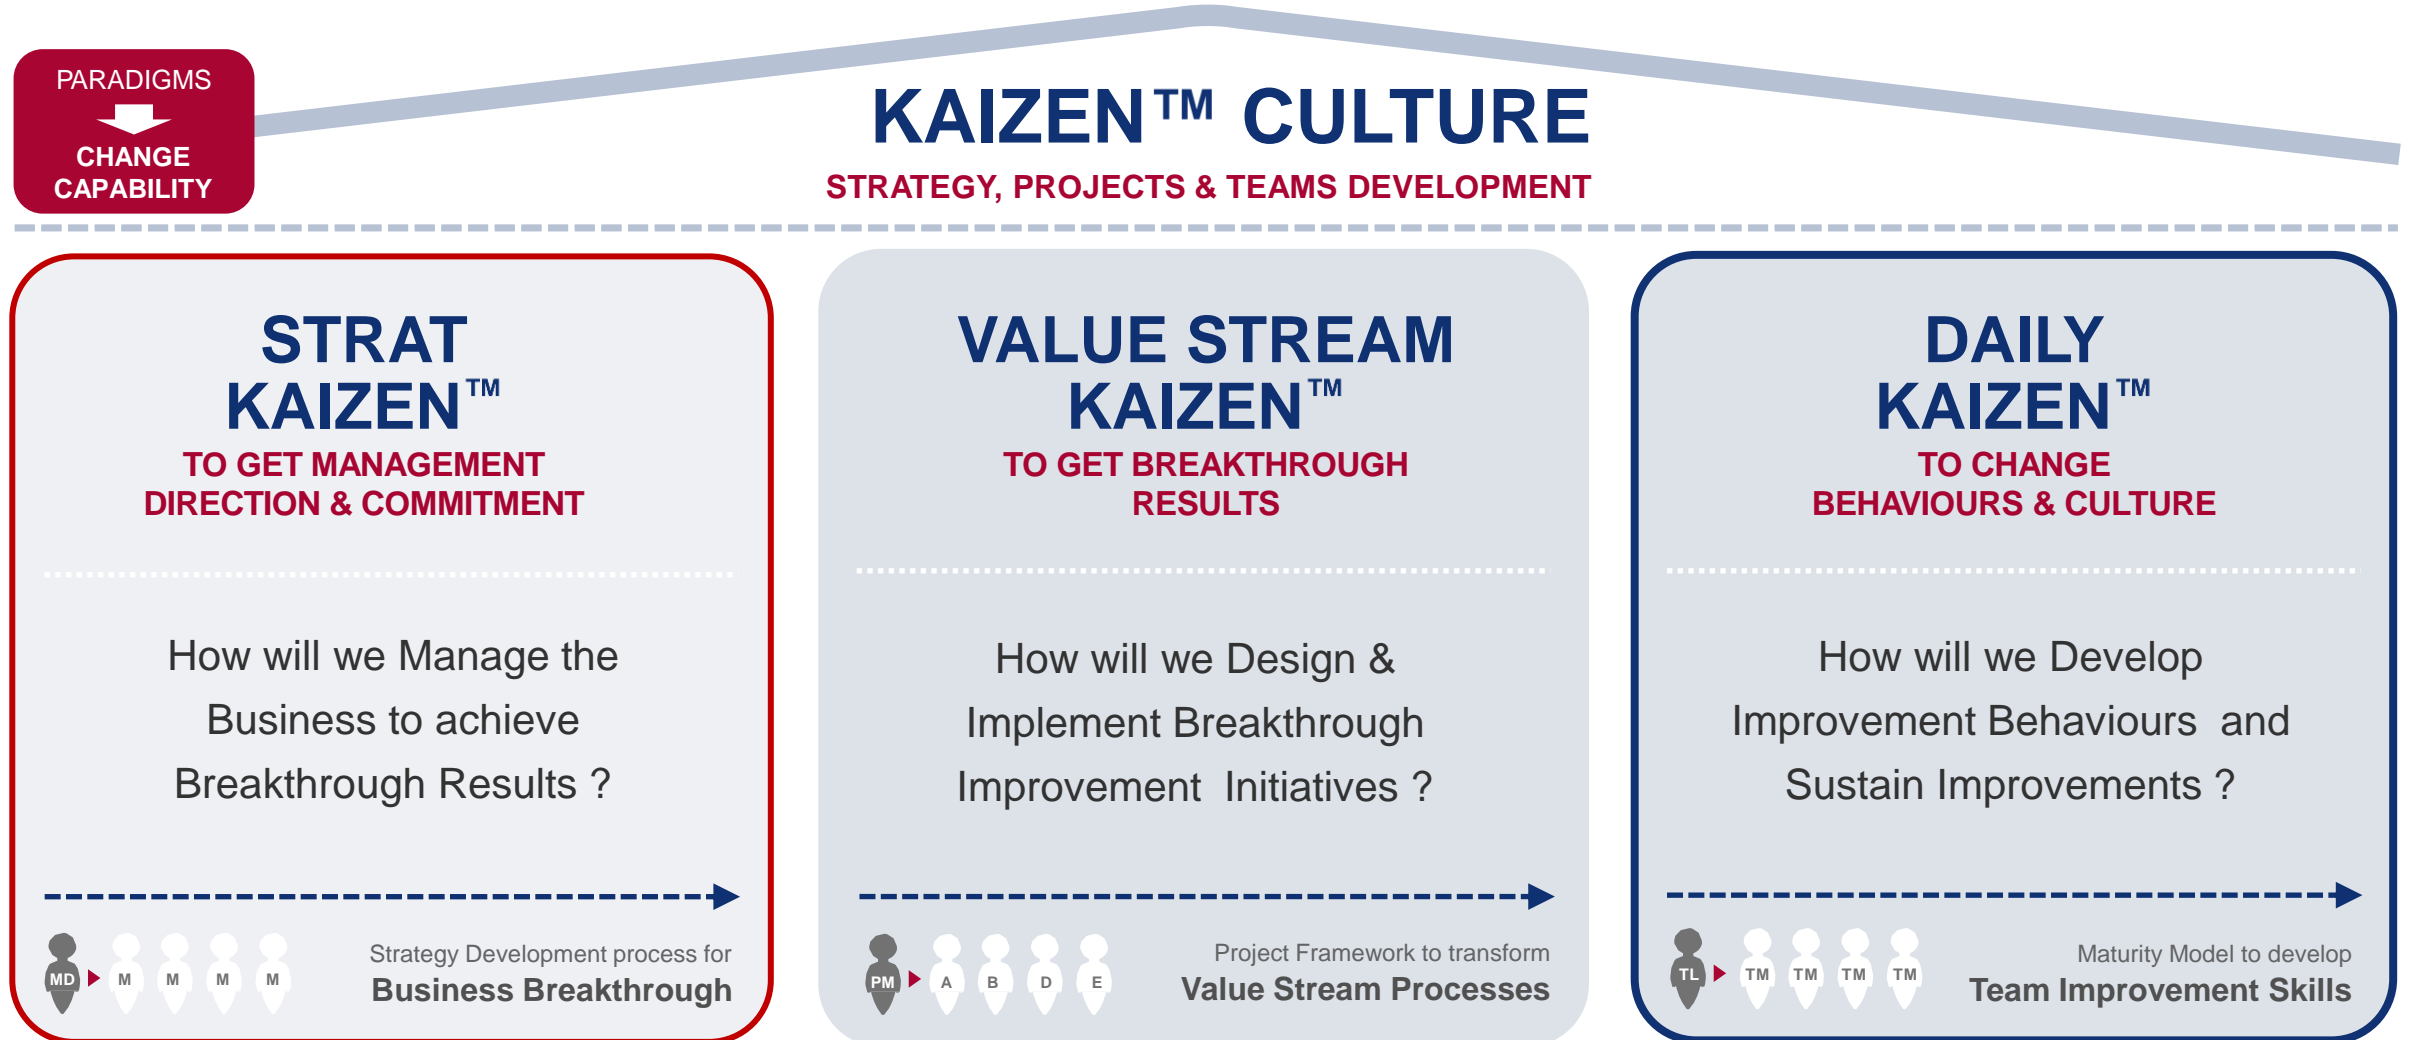 PARADIGMS
CHANGE
CAPABILITY
KAIZEN™ CULTURE
STRATEGY, PROJECTS & TEAMS DEVELOPMENT
STRAT
KAIZEN™
TO GET MANAGEMENT
DIRECTION & COMMITMENT
How will we Manage the
Business to achieve
Breakthrough Results ?
MD M M M M
Strategy Development process for
Business Breakthrough
VALUE STREAM
KAIZEN™
TO GET BREAKTHROUGH
RESULTS
How will we Design &
Implement Breakthrough
Improvement Initiatives ?
PM A B D E
Project Framework to transform
Value Stream Processes
DAILY
KAIZEN™
TO CHANGE
BEHAVIOURS & CULTURE
How will we Develop
Improvement Behaviours and
Sustain Improvements ?
TL TM TM TM TM
Maturity Model to develop
Team Improvement Skills